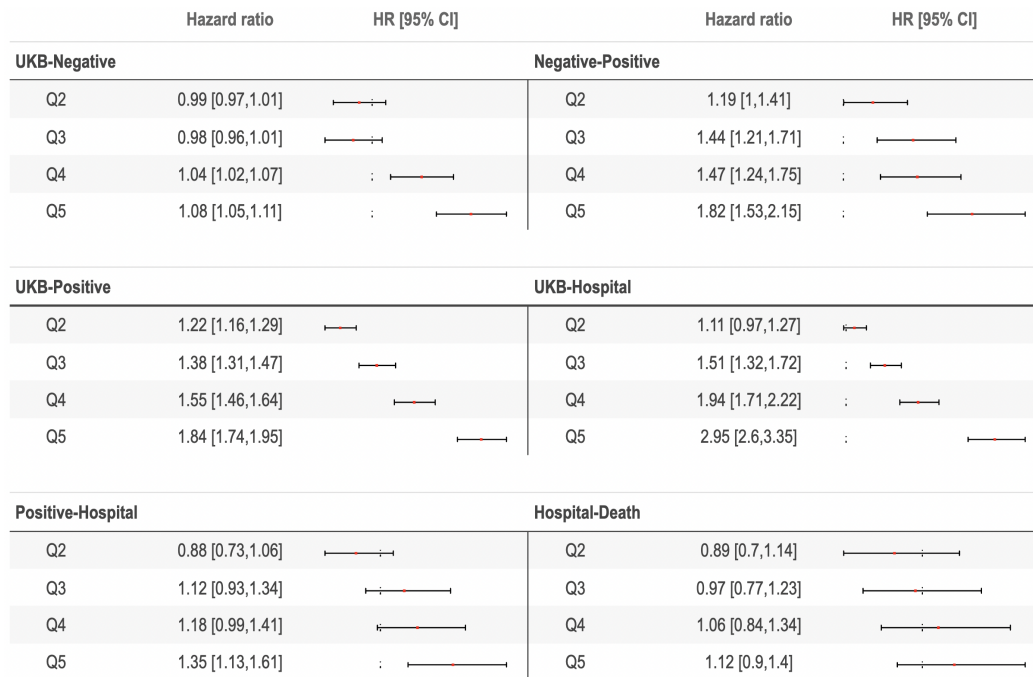 Hazard ratio HR [95% CI] Hazard ratio HR [95% CI]
UKB-Negative Negative-Positive
Q2 0.99 [0.97,1.01] Q2 1.19 [1,1.41]
Q3 0.98 [0.96,1.01] Q3 1.44 [1.21,1.71]
Q4 1.04 [1.02,1.07] Q4 1.47 [1.24,1.75]
Q5 1.08 [1.05,1.11] Q5 1.82 [1.53,2.15]
UKB-Positive UKB-Hospital
Q2 1.22 [1.16,1.29] Q2 1.11 [0.97,1.27]
Q3 1.38 [1.31,1.47] Q3 1.51 [1.32,1.72]
Q4 1.55 [1.46,1.64] Q4 1.94 [1.71,2.22]
Q5 1.84 [1.74,1.95] Q5 2.95 [2.6,3.35]
Positive-Hospital Hospital-Death
Q2 0.88 [0.73,1.06] Q2 0.89 [0.7,1.14]
Q3 1.12 [0.93,1.34] Q3 0.97 [0.77,1.23]
Q4 1.18 [0.99,1.41] Q4 1.06 [0.84,1.34]
Q5 1.35 [1.13,1.61] Q5 1.12 [0.9,1.4]